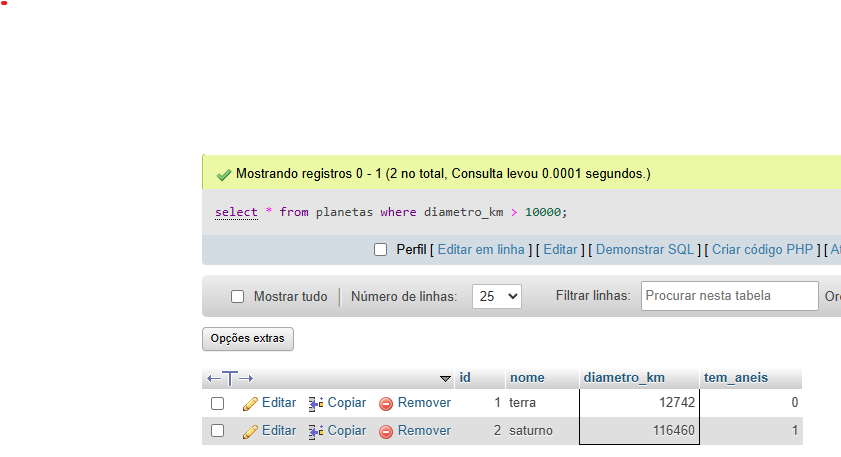 Mostrando registros 0 - 1 (2 no total, Consulta levou 0.0001 segundos.)
select * from planetas where diametro_km > 10000;
Perfil [ Editar em linha ] [ Editar ] [ Demonstrar SQL ] [ Criar código PHP ] [
Mostrar tudo Número de linhas: 25 Filtrar linhas: Procurar nesta tabela
Opções extras
id nome diametro_km tem_aneis
Editar Copiar Remover 1 terra 12742 0
Editar Copiar Remover 2 saturno 116460 1